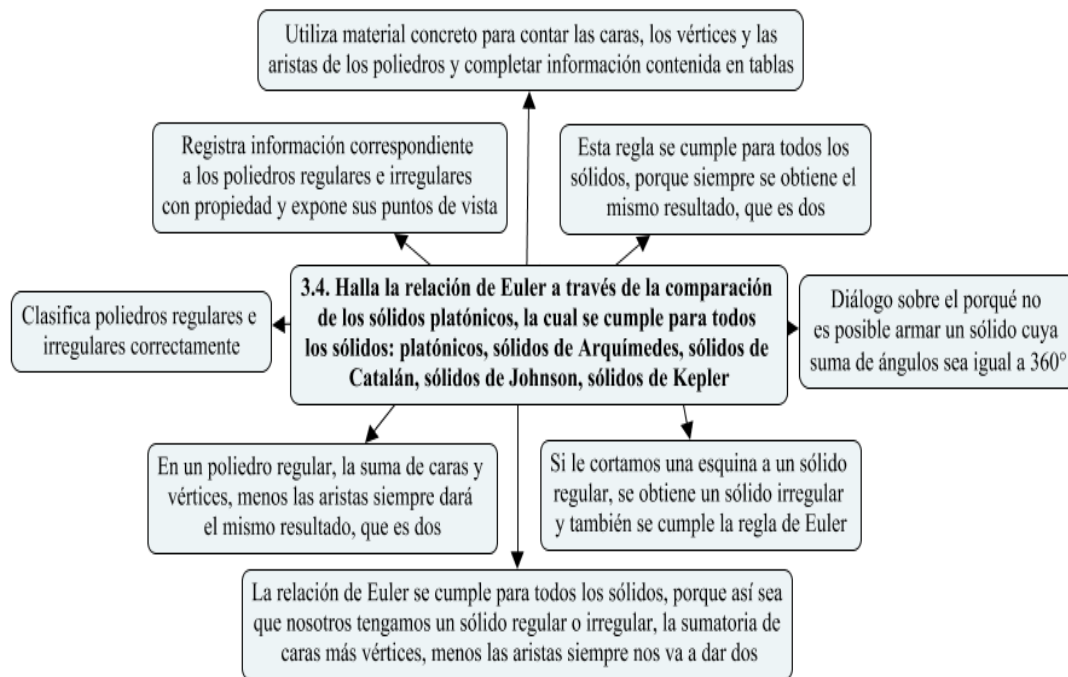 Utiliza material concreto para contar las caras, los vértices y las
aristas de los poliedros y completar información contenida en tablas
Registra información correspondiente
a los poliedros regulares e irregulares
con propiedad y expone sus puntos de vista
Esta regla se cumple para todos los
sólidos, porque siempre se obtiene el
mismo resultado, que es dos
Clasifica poliedros regulares e
irregulares correctamente
3.4. Halla la relación de Euler a través de la comparación
de los sólidos platónicos, la cual se cumple para todos
los sólidos: platónicos, sólidos de Arquímedes, sólidos de
Catalán, sólidos de Johnson, sólidos de Kepler
Diálogo sobre el porqué no
es posible armar un sólido cuya
suma de ángulos sea igual a 360°
En un poliedro regular, la suma de caras y
vértices, menos las aristas siempre dará
el mismo resultado, que es dos
Si le cortamos una esquina a un sólido
regular, se obtiene un sólido irregular
y también se cumple la regla de Euler
La relación de Euler se cumple para todos los sólidos, porque así sea
que nosotros tengamos un sólido regular o irregular, la sumatoria de
caras más vértices, menos las aristas siempre nos va a dar dos